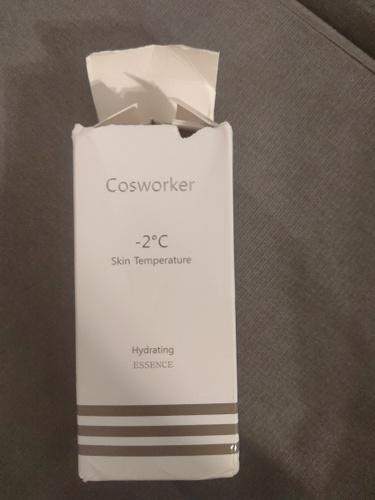 Cosworker
-2°C
Skin Temperature
Hydrating
ESSENCE